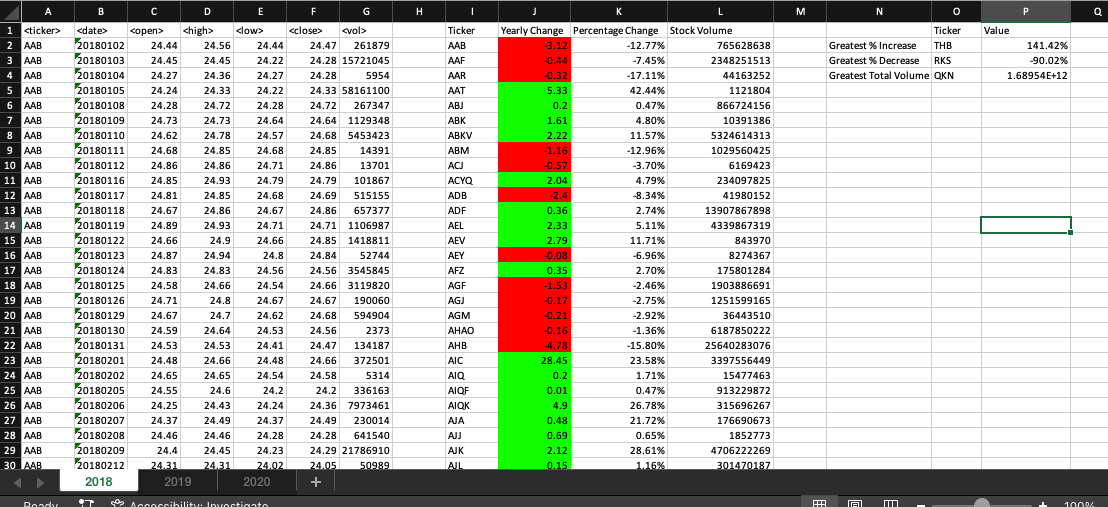 A B C D E F G H I J K L M N O P Q
1 <ticker> <date> <open> <high> <low> <close> <vol> Ticker Yearly Change Percentage Change Stock Volume Ticker Value
2 AAB 20180102 24.44 24.56 24.44 24.47 261879 AAB -3.12 -12.77% 765628638 Greatest % Increase THB 141.42%
3 AAB 20180103 24.45 24.45 24.22 24.28 15721045 AAF -0.44 -7.45% 2348251513 Greatest % Decrease RKS -90.02%
4 AAB 20180104 24.27 24.36 24.27 24.28 5954 AAR -0.32 -17.11% 44163252 Greatest Total Volume QKN 1.68954E+12
5 AAB 20180105 24.24 24.33 24.22 24.33 58161100 AAT 5.33 42.44% 1121804
6 AAB 20180108 24.28 24.72 24.28 24.72 267347 ABJ 0.2 0.47% 866724156
7 AAB 20180109 24.73 24.73 24.64 24.64 1129348 ABK 1.61 4.80% 10391386
8 AAB 20180110 24.62 24.78 24.57 24.68 5453423 ABKV 2.22 11.57% 5324614313
9 AAB 20180111 24.68 24.85 24.68 24.85 14391 ABM -1.16 -12.96% 1029560425
10 AAB 20180112 24.86 24.86 24.71 24.86 13701 ACJ -0.57 -3.70% 6169423
11 AAB 20180116 24.85 24.93 24.79 24.79 101867 ACYQ 2.04 4.79% 234097825
12 AAB 20180117 24.81 24.85 24.68 24.69 515155 ADB -2.4 -8.34% 41980152
13 AAB 20180118 24.67 24.86 24.67 24.86 657377 ADF 0.36 2.74% 13907867898
14 AAB 20180119 24.89 24.93 24.71 24.71 1106987 AEL 2.33 5.11% 4339867319
15 AAB 20180122 24.66 24.9 24.66 24.85 1418811 AEV 2.79 11.71% 843970
16 AAB 20180123 24.87 24.94 24.8 24.84 52744 AEY -0.08 -6.96% 8274367
17 AAB 20180124 24.83 24.83 24.56 24.56 3545845 AFZ 0.35 2.70% 175801284
18 AAB 20180125 24.58 24.66 24.54 24.66 3119820 AGF -1.53 -2.46% 1903886691
19 AAB 20180126 24.71 24.8 24.67 24.67 190060 AGJ -0.17 -2.75% 1251599165
20 AAB 20180129 24.67 24.7 24.62 24.68 594904 AGM -0.21 -2.92% 36443510
21 AAB 20180130 24.59 24.64 24.53 24.56 2373 AHAO -0.16 -1.36% 6187850222
22 AAB 20180131 24.53 24.53 24.41 24.47 134187 AHB -4.78 -15.80% 25640283076
23 AAB 20180201 24.48 24.66 24.48 24.66 372501 AIC 28.45 23.58% 3397556449
24 AAB 20180202 24.65 24.65 24.54 24.58 5314 AIQ 0.2 1.71% 15477463
25 AAB 20180205 24.55 24.6 24.2 24.2 336163 AIQF 0.01 0.47% 913229872
26 AAB 20180206 24.25 24.43 24.24 24.36 7973461 AIQK 4.9 26.78% 315696267
27 AAB 20180207 24.37 24.49 24.37 24.49 230014 AJA 0.48 21.72% 176690673
28 AAB 20180208 24.46 24.46 24.28 24.28 641540 AJJ 0.69 0.65% 1852773
29 AAB 20180209 24.4 24.45 24.23 24.29 21786910 AJK 2.12 28.61% 4706222269
30 AAB 20180212 24.31 24.31 24.02 24.05 50989 AJL 0.15 1.16% 301470187
2018 2019 2020 +
Ready Accessibility: Investigate 100%